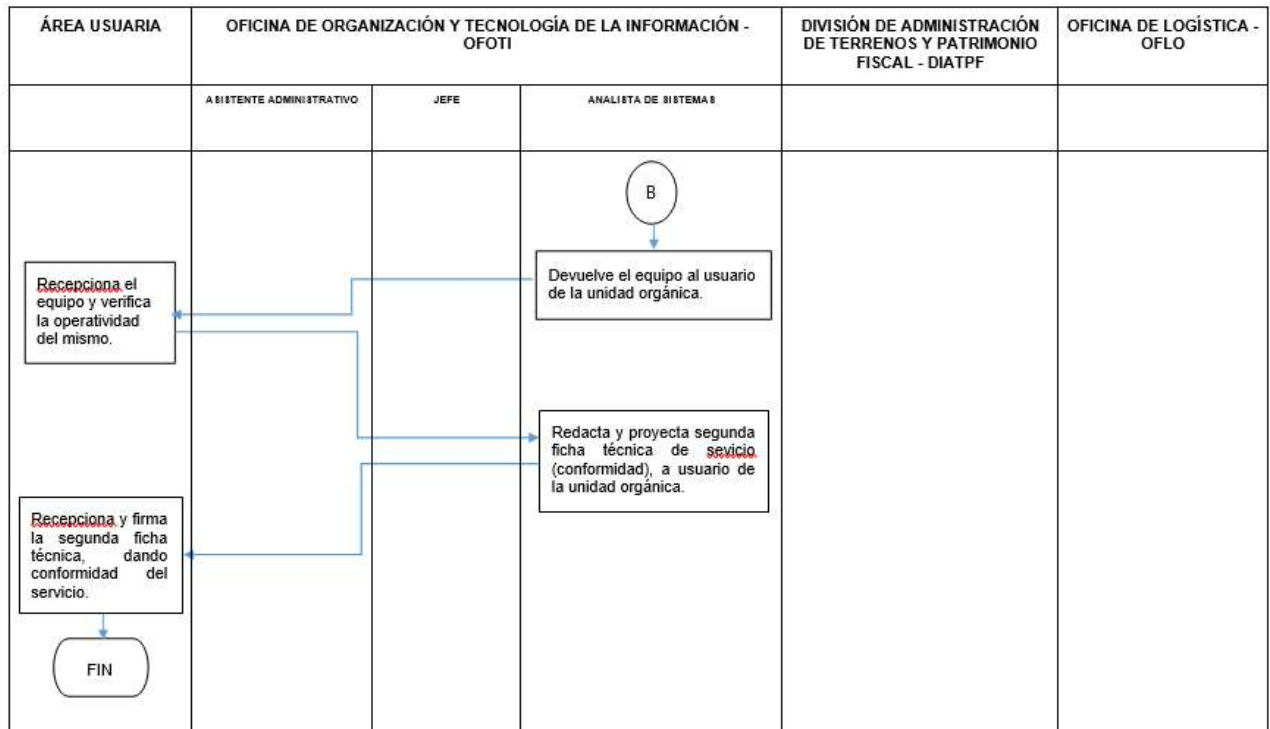 ÁREA USUARIA
OFICINA DE ORGANIZACIÓN Y TECNOLOGÍA DE LA INFORMACIÓN -
OFOTI
DIVISIÓN DE ADMINISTRACIÓN
DE TERRENOS Y PATRIMONIO
FISCAL - DIATPF
OFICINA DE LOGÍSTICA -
OFLO
ASISTENTE ADMINISTRATIVO
JEFE
ANALISTA DE SISTEMAS
B
Devuelve el equipo al usuario
de la unidad orgánica.
Recepciona el
equipo y verifica
la operatividad
del mismo.
Redacta y proyecta segunda
ficha técnica de sevicio
(conformidad), a usuario de
la unidad orgánica.
Recepciona y firma
la segunda ficha
técnica, dando
conformidad del
servicio.
FIN